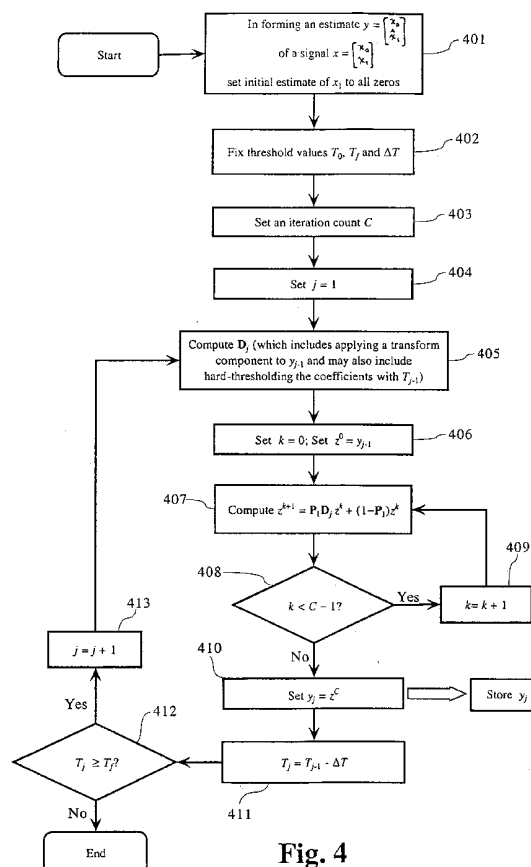 Start
In forming an estimate y = [x₀ x̂₁]
of a signal x = [x₀ x₁]
set initial estimate of x₁ to all zeros
401
Fix threshold values T₀, T_f and ΔT
402
Set an iteration count C
403
Set j = 1
404
Compute D_j (which includes applying a transform
component to y_{j-1} and may also include
hard-thresholding the coefficients with T_{j-1})
405
Set k = 0; Set z⁰ = y_{j-1}
406
407
Compute z^{k+1} = P₁D_j z^k + (1–P₁)z^k
408
k < C – 1?
Yes
409
k= k + 1
No
410
Set y_j = z^C
Store y_j
T_j = T_{j-1} - ΔT
411
412
T_j ≥ T_f?
Yes
413
j = j + 1
No
End
Fig. 4